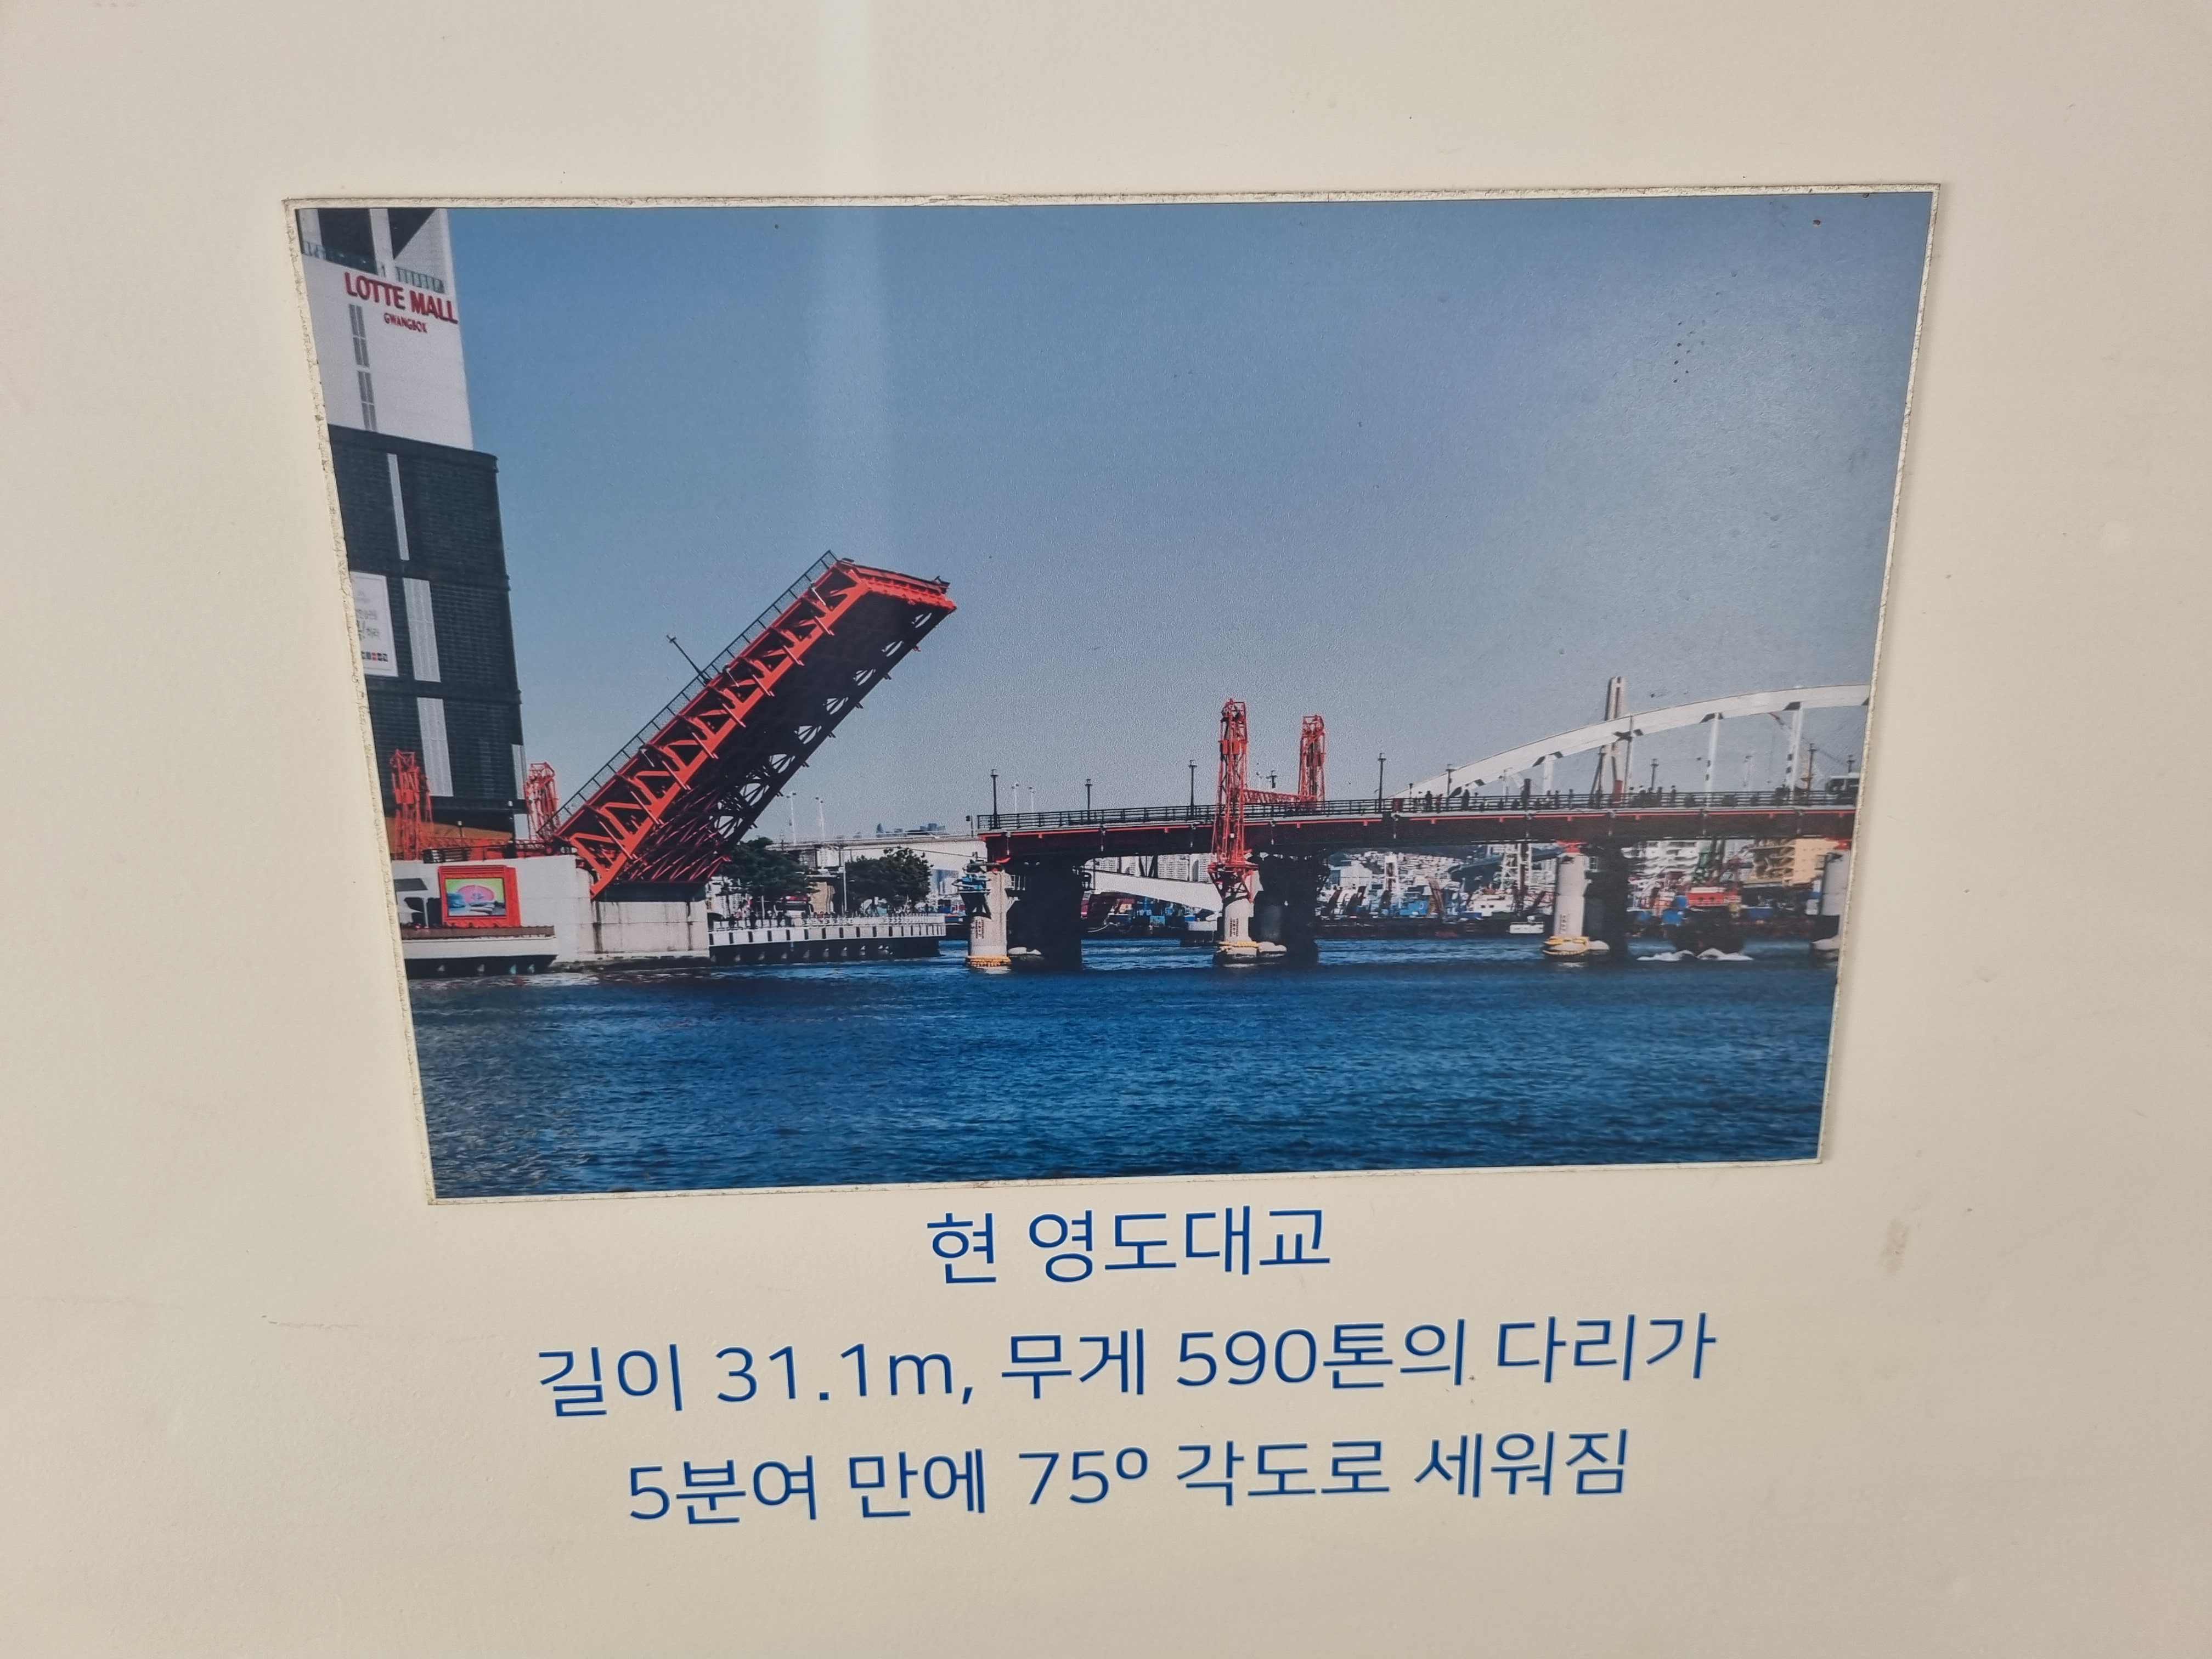 LOTTE MALL
GWANGBOK
현 영도대교
길이 31.1m, 무게 590톤의 다리가
5분여 만에 75º 각도로 세워짐